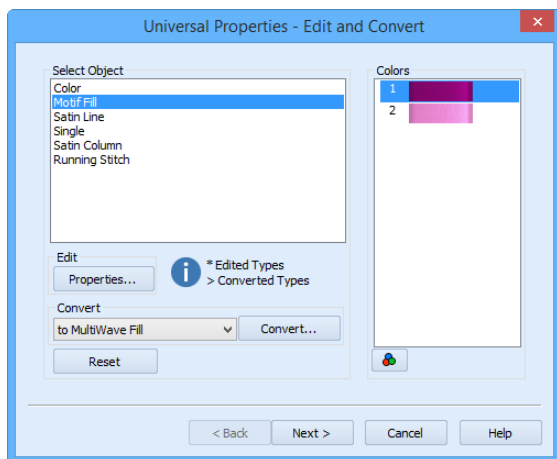 Universal Properties - Edit and Convert
Select Object
Color
Motif Fill
Satin Line
Single
Satin Column
Running Stitch
Colors
1
2
Edit
Properties...
* Edited Types
> Converted Types
Convert
to MultiWave Fill
Convert...
Reset
< Back
Next >
Cancel
Help